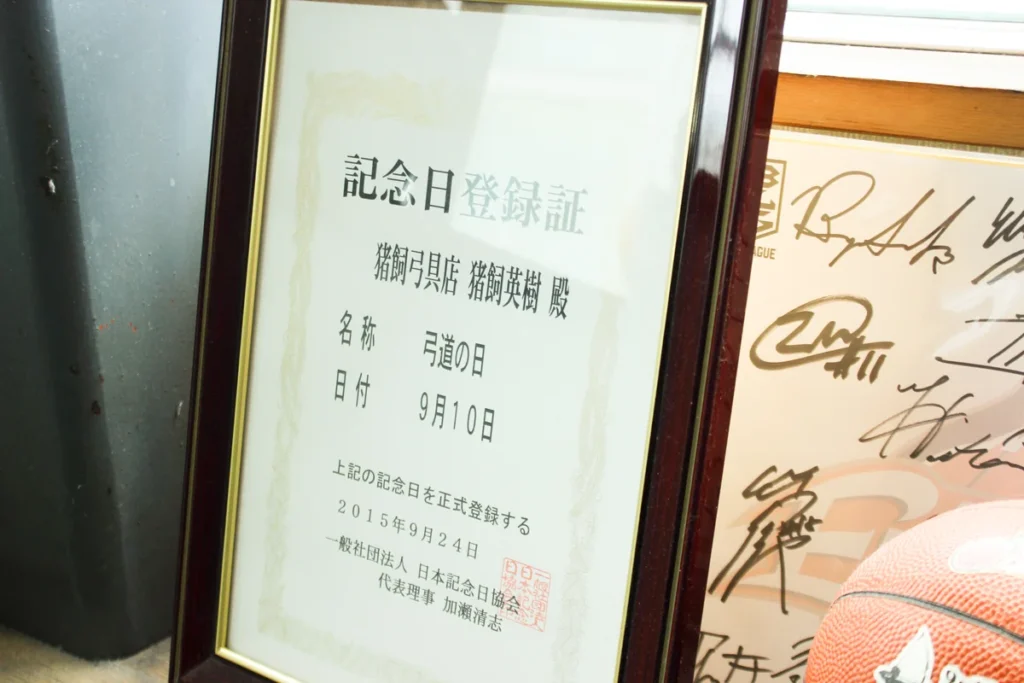 記念日登録証
猪飼弓具店 猪飼英樹 殿
名称 弓道の日
日付 9月10日
上記の記念日を正式登録する
2015年9月24日
一般社団法人 日本記念日協会
代表理事 加瀬清志
#11